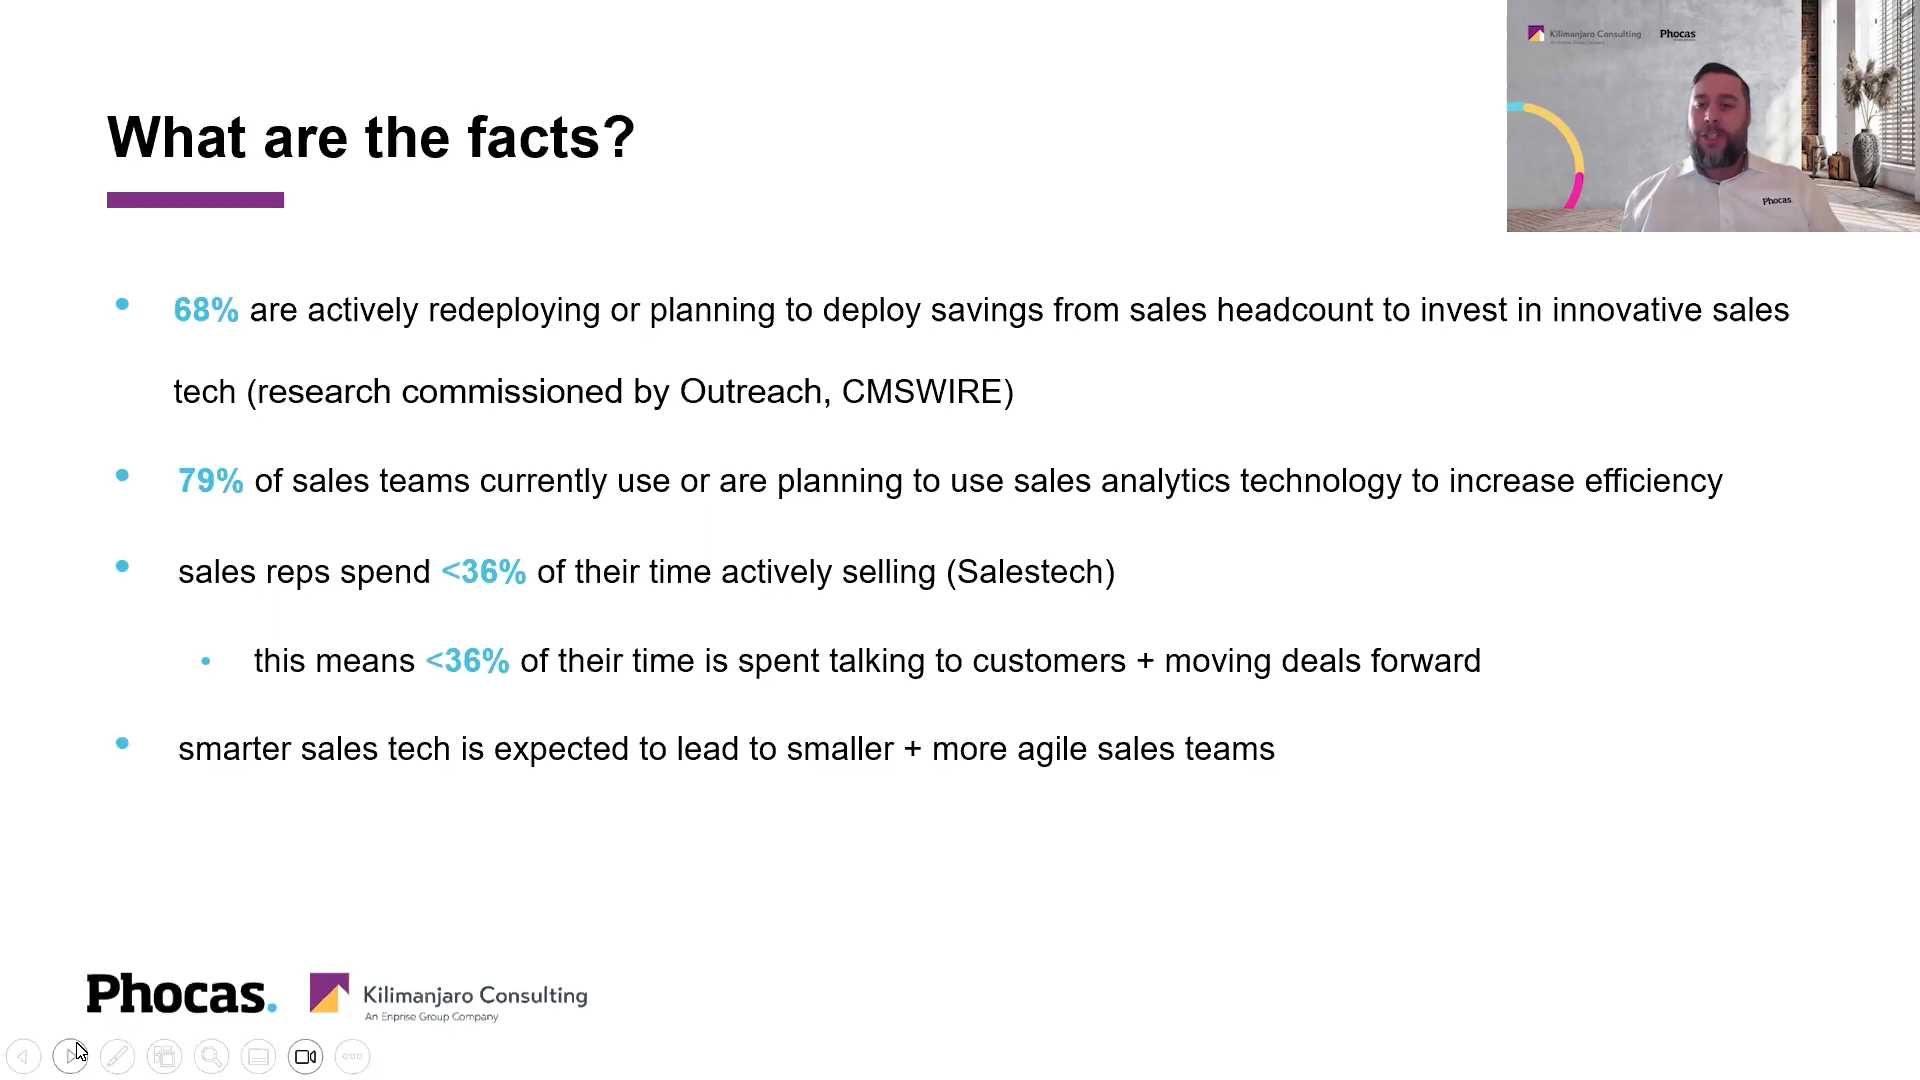 What are the facts?
Kilimanjaro Consulting
An Enprise Group Company
Phocas
Phocas.
• 68% are actively redeploying or planning to deploy savings from sales headcount to invest in innovative sales
tech (research commissioned by Outreach, CMSWIRE)
• 79% of sales teams currently use or are planning to use sales analytics technology to increase efficiency
• sales reps spend <36% of their time actively selling (Salestech)
• this means <36% of their time is spent talking to customers + moving deals forward
• smarter sales tech is expected to lead to smaller + more agile sales teams
Phocas.
Kilimanjaro Consulting
An Enprise Group Company